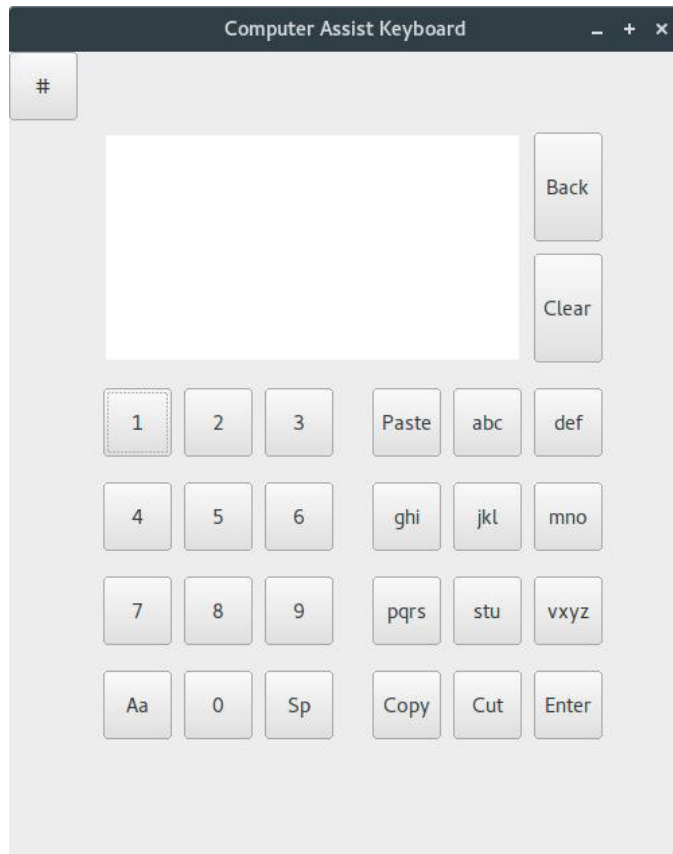 Computer Assist Keyboard
#
Back
Clear
1 2 3 Paste abc def
4 5 6 ghi jkl mno
7 8 9 pqrs stu vxyz
Aa 0 Sp Copy Cut Enter